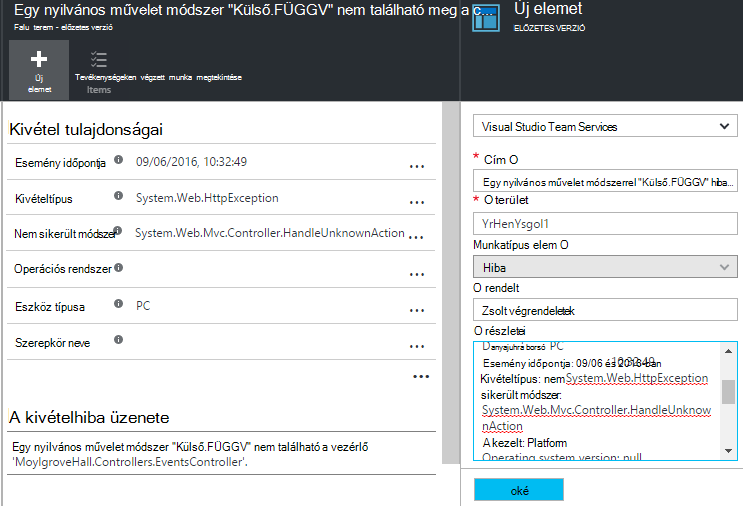 Egy nyilvános művelet módszer "Külső.FÜGGV" nem található meg a c...
Falu terem - előzetes verzió
Új
elemet
Tevékenységeken végzett munka megtekintése
Items
Kivétel tulajdonságai
Esemény időpontja 09/06/2016, 10:32:49 ...
Kivételtípus System.Web.HttpException ...
Nem sikerült módszer System.Web.Mvc.Controller.HandleUnknownAction ...
Operációs rendszer ...
Eszköz típusa PC ...
Szerepkör neve ...
...
A kivételhiba üzenete
Egy nyilvános művelet módszer "Külső.FÜGGV" nem található a vezérlő
'MoylgroveHall.Controllers.EventsController'.
Új elemet
ELŐZETES VERZIÓ
Visual Studio Team Services
* Cím O
Egy nyilvános művelet módszerrel "Külső.FÜGGV" hiba...
* O terület
YrHenYsgol1
Munkatípus elem O
Hiba
O rendelt
Zsolt végrendeletek
O részletei
Danyajuhrá borsó PC
Esemény időpontja: 09/06 és 2016-ban 10:32:49
Kivételtípus: nem System.Web.HttpException
sikerült módszer:
System.Web.Mvc.Controller.HandleUnknow
nAction
A kezelt: Platform
Operating system version: null
oké